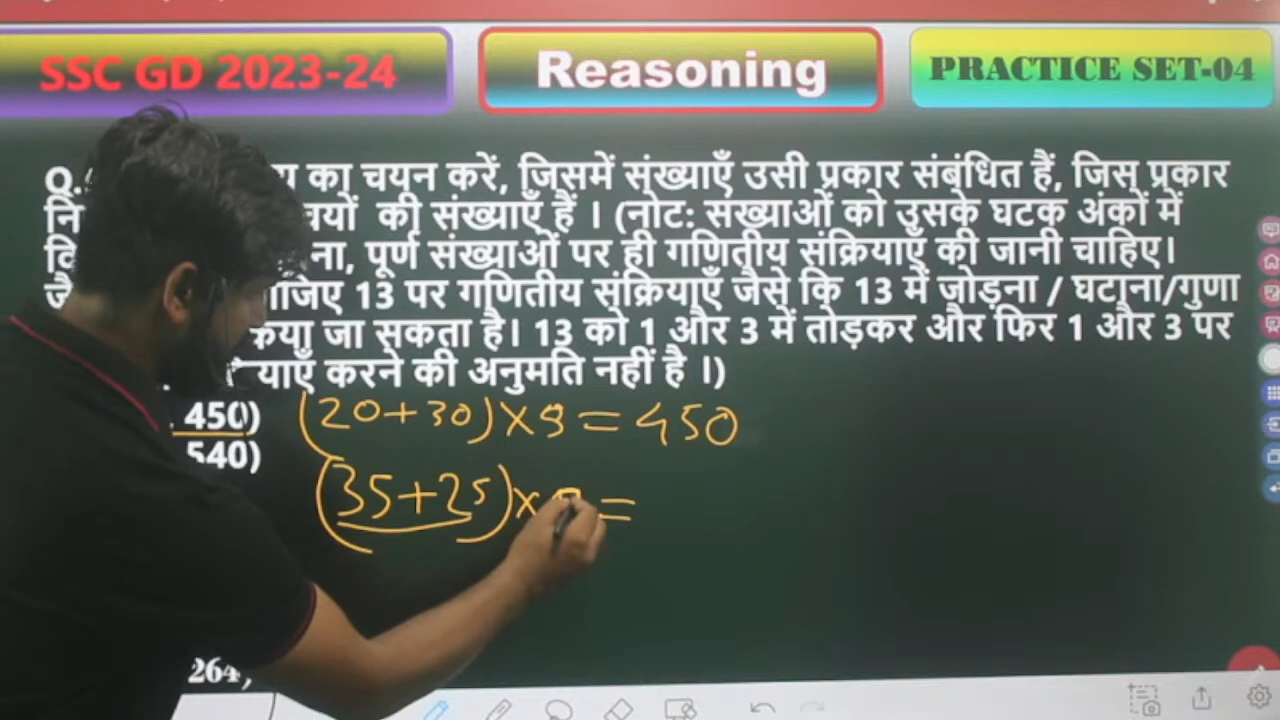 SSC GD 2023-24
Reasoning
PRACTICE SET-04
Q. का चयन करें, जिसमें संख्याएँ उसी प्रकार संबंधित हैं, जिस प्रकार
की संख्याएँ हैं । (नोट: संख्याओं को उसके घटक अंकों में
पूर्ण संख्याओं पर ही गणितीय संक्रियाएँ की जानी चाहिए।
13 पर गणितीय संक्रियाएँ जैसे कि 13 में जोड़ना / घटाना/गुणा
जा सकता है। 13 को 1 और 3 में तोड़कर और फिर 1 और 3 पर
करने की अनुमति नहीं है ।)
450) (20+30)×9=450
540)
(35+25)× =
264,